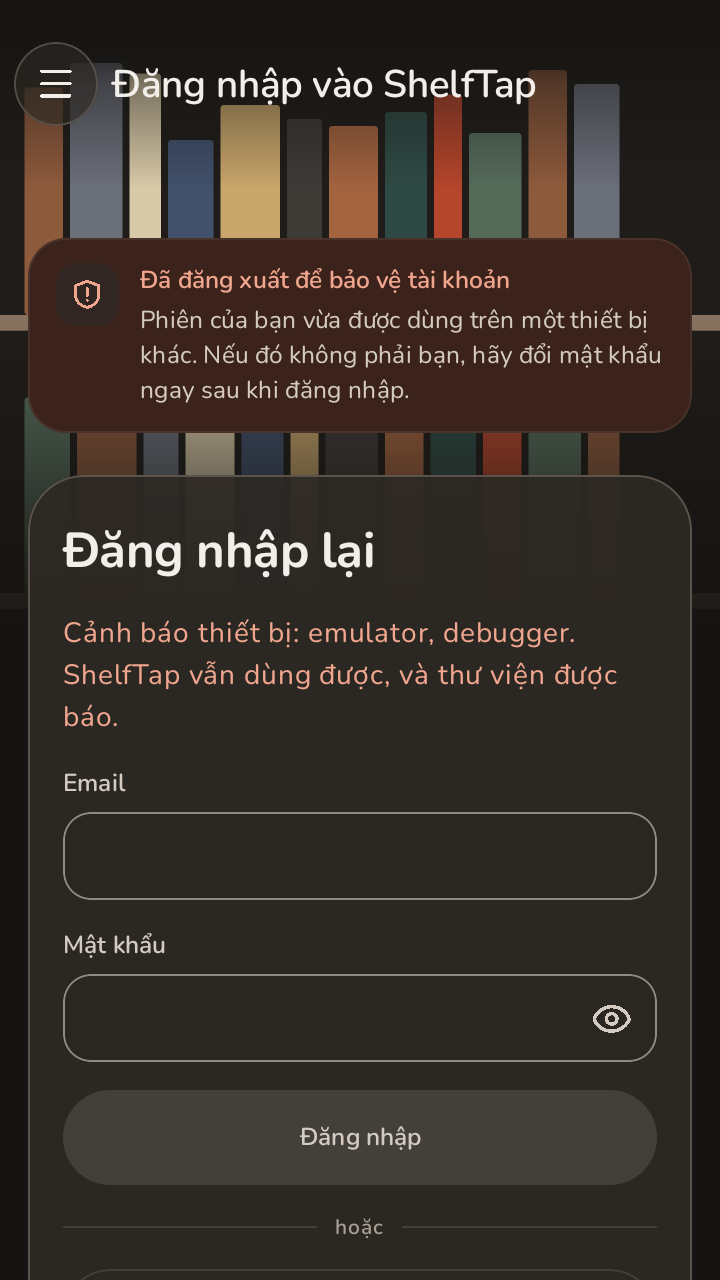 Đăng nhập vào ShelfTap
Đã đăng xuất để bảo vệ tài khoản
Phiên của bạn vừa được dùng trên một thiết bị
khác. Nếu đó không phải bạn, hãy đổi mật khẩu
ngay sau khi đăng nhập.
Đăng nhập lại
Cảnh báo thiết bị: emulator, debugger.
ShelfTap vẫn dùng được, và thư viện được
báo.
Email
Mật khẩu
Đăng nhập
hoặc